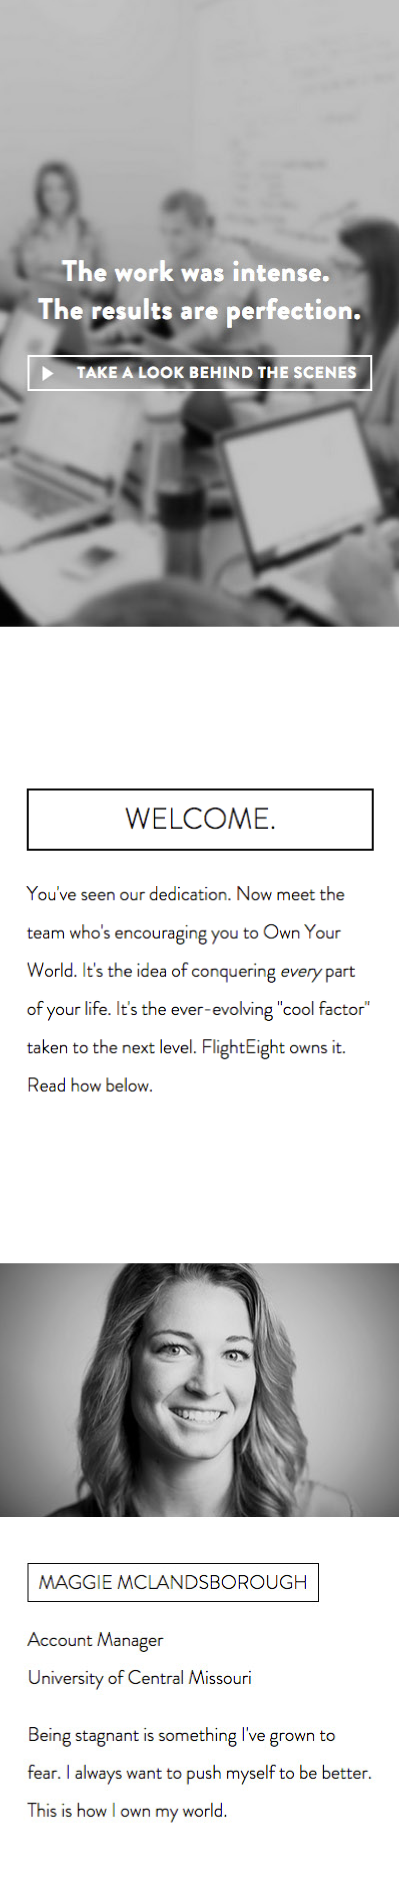 The work was intense.
The results are perfection.
TAKE A LOOK BEHIND THE SCENES
WELCOME.
You've seen our dedication. Now meet the
team who's encouraging you to Own Your
World. It's the idea of conquering every part
of your life. It's the ever-evolving "cool factor"
taken to the next level. FlightEight owns it.
Read how below.
MAGGIE MCLANDSBOROUGH
Account Manager
University of Central Missouri
Being stagnant is something I've grown to
fear. I always want to push myself to be better.
This is how I own my world.